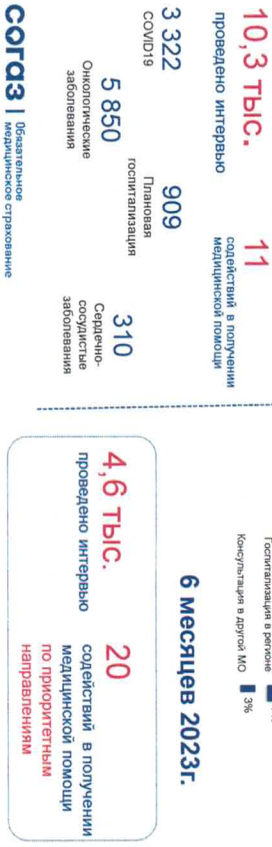 10,3 тыс.
проведено интервью
11
содействий в получении
медицинской помощи
3 322
COVID19
909
Плановая
госпитализация
5 850
Онкологические
заболевания
310
Сердечно-
сосудистые
заболевания
согаз | Обязательное
медицинское страхование
Госпитализация в регионе
Консультация в другой МО 3%
6 месяцев 2023г.
4,6 тыс.
проведено интервью
20
содействий в получении
медицинской помощи
по приоритетным
направлениям